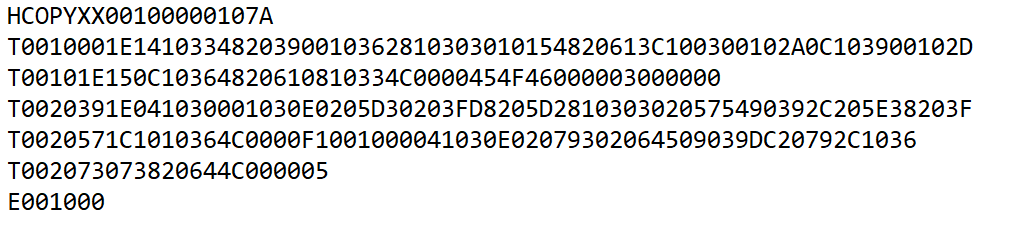 HCOPYXX00100000107A
T0010001E1410334820390010362810303010154820613C100300102A0C103900102D
T00101E150C10364820610810334C0000454F46000003000000
T0020391E041030001030E0205D30203FD8205D2810303020575490392C205E38203F
T0020571C1010364C0000F1001000041030E02079302064509039DC20792C1036
T002073073820644C000005
E001000